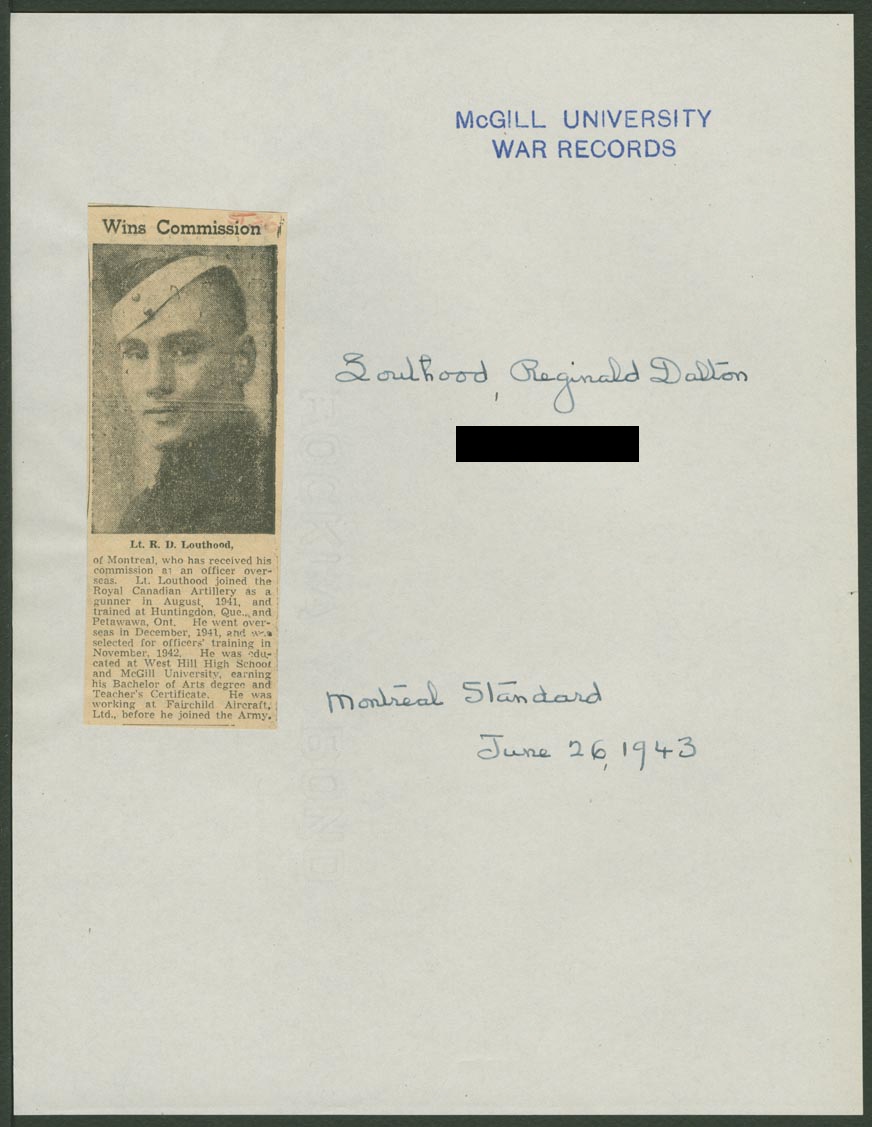 McGILL UNIVERSITY
WAR RECORDS
Wins Commission
Louthood, Reginald Dalton
Lt. R. D. Louthood,
of Montreal, who has received his
commission at an officer over-
seas. Lt. Louthood joined the
Royal Canadian Artillery as a
gunner in August, 1941, and
trained at Huntingdon, Que., and
Petawawa, Ont. He went over-
seas in December, 1941, and was
selected for officers' training in
November, 1942. He was edu-
cated at West Hill High School
and McGill University, earning
his Bachelor of Arts degree and
Teacher's Certificate. He was
working at Fairchild Aircraft,
Ltd., before he joined the Army.
Montreal Standard
June 26, 1943